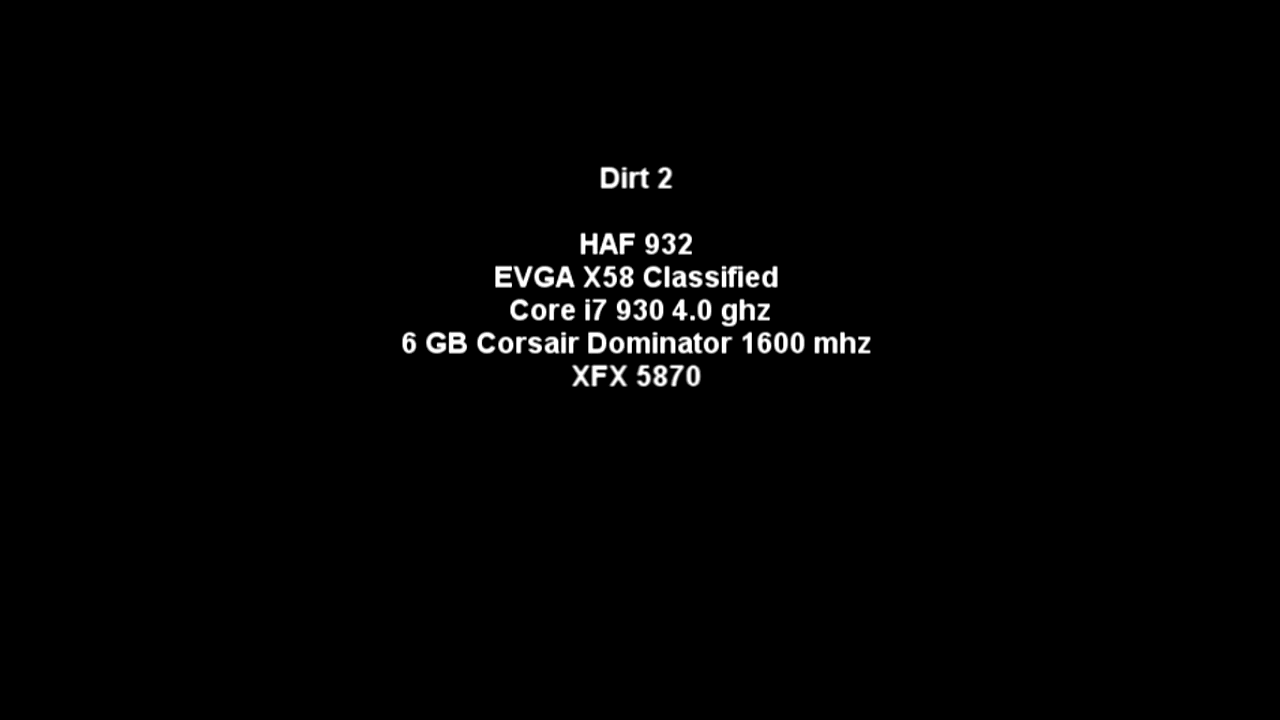 Dirt 2
HAF 932
EVGA X58 Classified
Core i7 930 4.0 ghz
6 GB Corsair Dominator 1600 mhz
XFX 5870